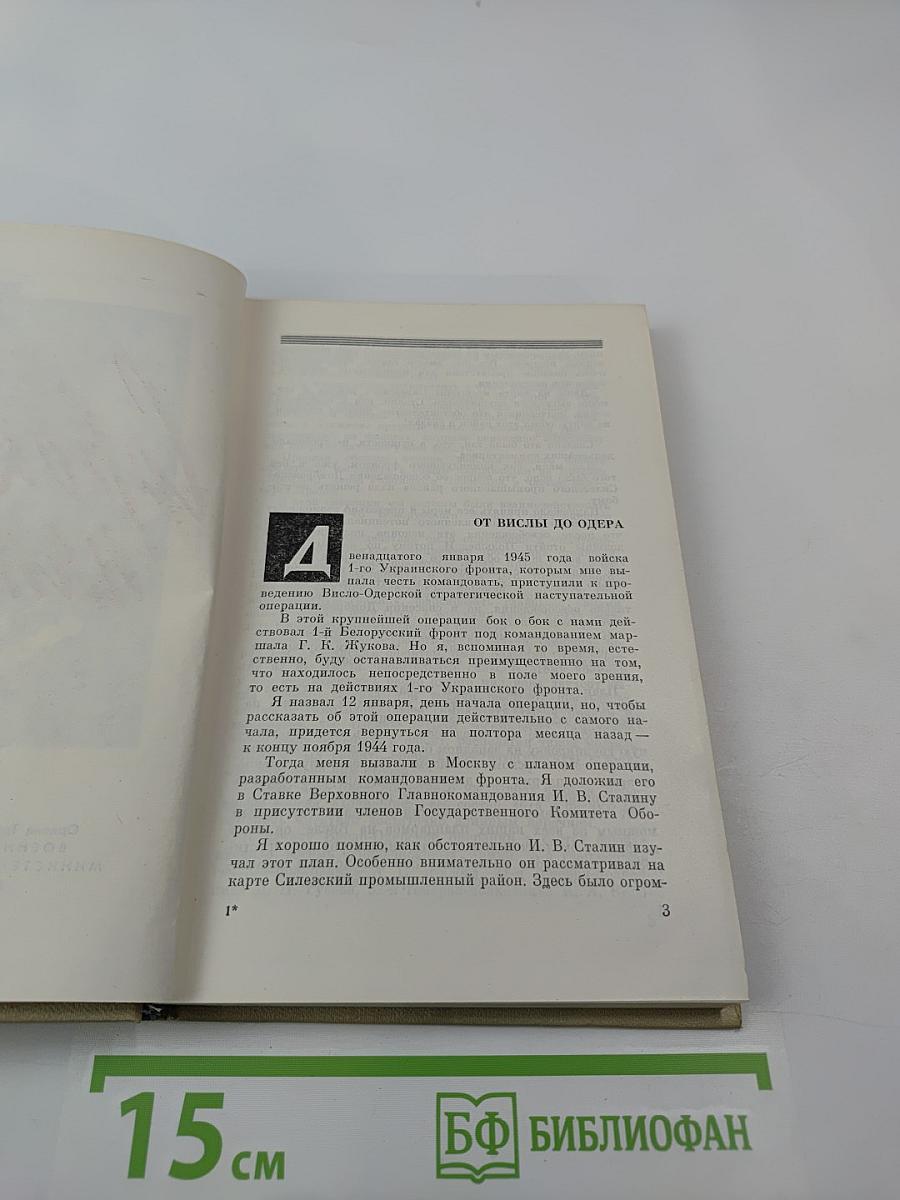 ОТ ВИСЛЫ ДО ОДЕРА
Двенадцатого января 1945 года войска
1-го Украинского фронта, которым мне вы-
пала честь командовать, приступили к про-
ведению Висло-Одерской стратегической наступательной
операции.
В этой крупнейшей операции бок о бок с нами дей-
ствовал 1-й Белорусский фронт под командованием мар-
шала Г. К. Жукова. Но я, вспоминая то время, есте-
ственно, буду останавливаться преимущественно на том,
что находилось непосредственно в поле моего зрения,
то есть на действиях 1-го Украинского фронта.
Я назвал 12 января, день начала операции, но, чтобы
рассказать об этой операции действительно с самого на-
чала, придется вернуться на полтора месяца назад —
к концу ноября 1944 года.
Тогда меня вызвали в Москву с планом операции,
разработанным командованием фронта. Я доложил его
в Ставке Верховного Главнокомандования И. В. Сталину
в присутствии членов Государственного Комитета Обо-
роны.
Я хорошо помню, как обстоятельно И. В. Сталин изу-
чал этот план. Особенно внимательно он рассматривал на
карте Силезский промышленный район. Здесь было огром-
1*
3
15 см
БФ БИБЛИОФАН